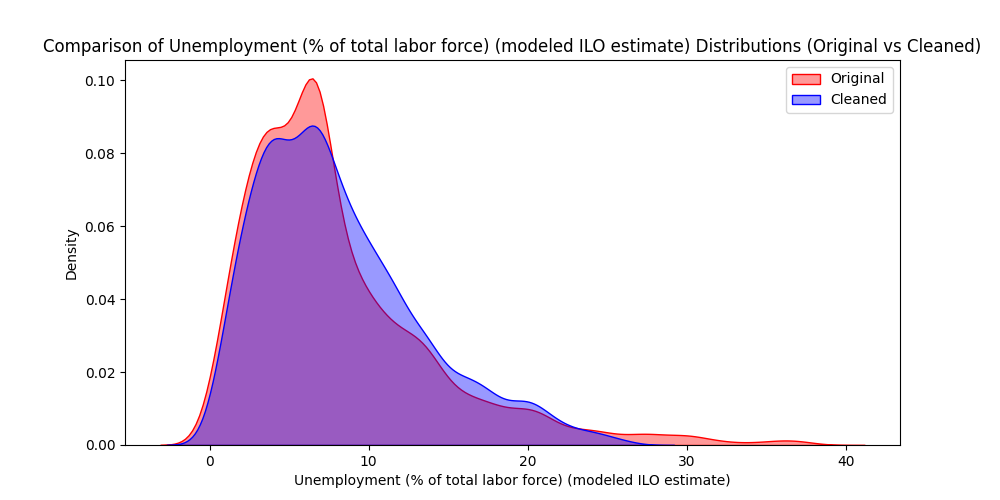 Comparison of Unemployment (% of total labor force) (modeled ILO estimate) Distributions (Original vs Cleaned)
Original
Cleaned
0.10
0.08
0.06
0.04
0.02
0.00
Density
0 10 20 30 40
Unemployment (% of total labor force) (modeled ILO estimate)